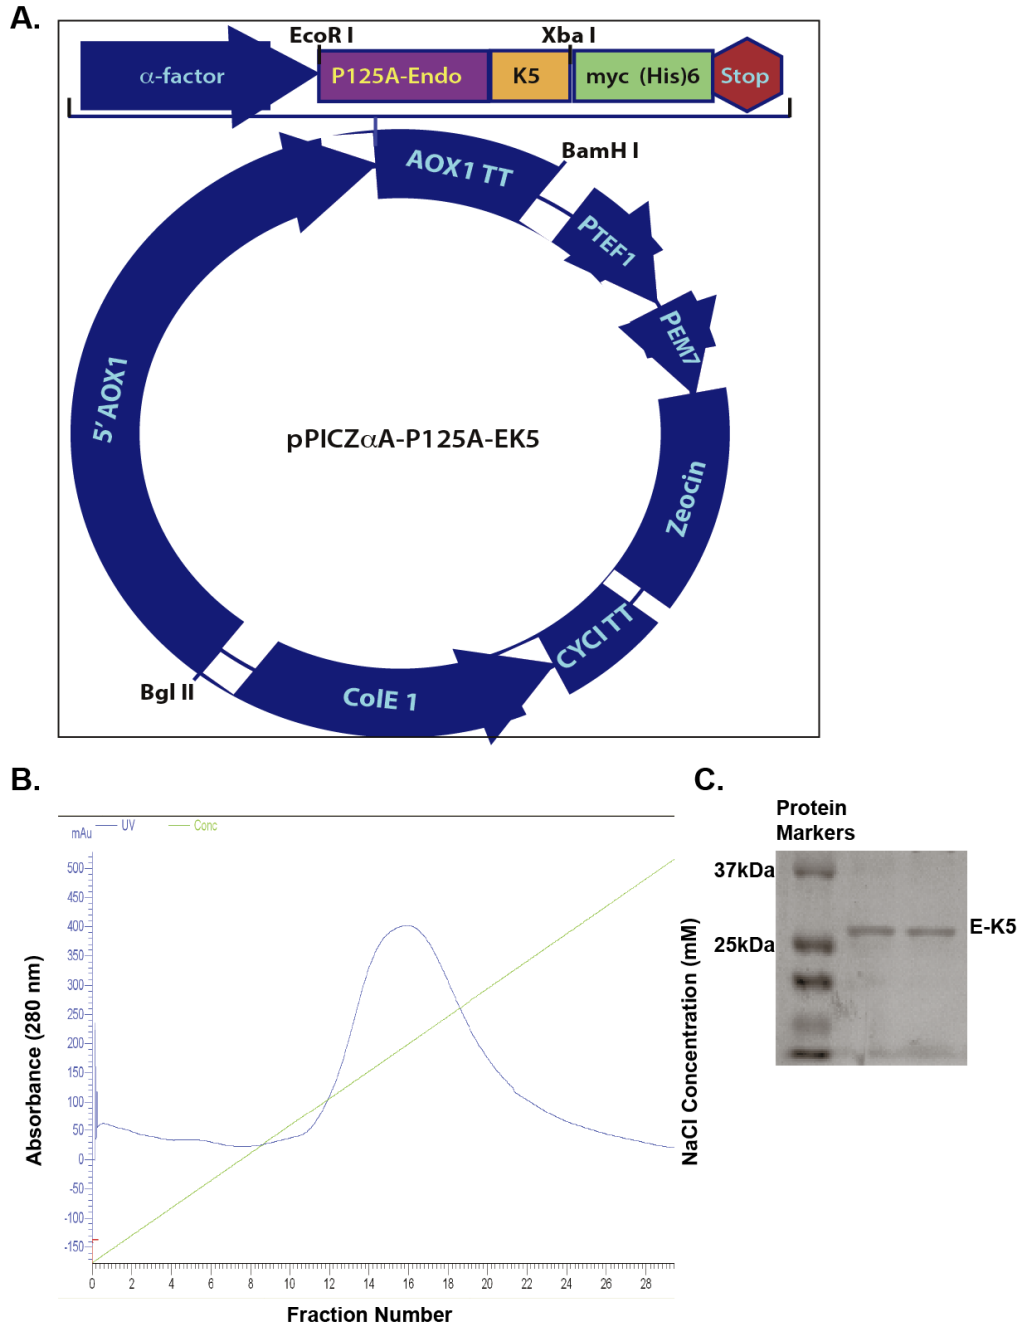 A.
EcoR I
Xba I
α-factor
P125A-Endo
K5
myc (His)6
Stop
AOX1 TT
BamH I
PTEF1
PEM7
5' AOX1
pPICZαA-P125A-EK5
Zeocin
CYCI TT
Bgl II
ColE 1
B.
C.
Protein
Markers
mAu
UV
Conc
37kDa
25kDa
E-K5
500
450
400
350
300
250
200
150
100
50
0
-50
-100
-150
Absorbance (280 nm)
NaCl Concentration (mM)
0 2 4 6 8 10 12 14 16 18 20 22 24 26 28
Fraction Number